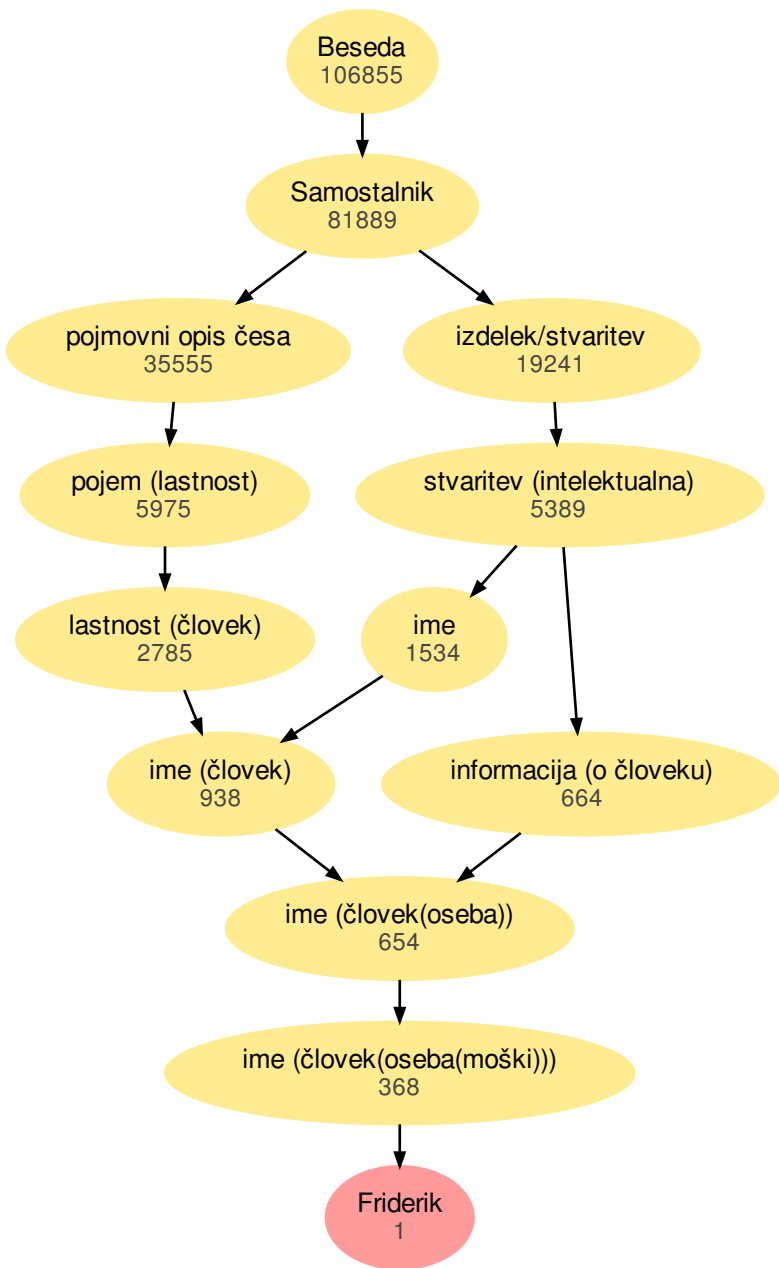 Beseda
106855
Samostalnik
81889
pojmovni opis česa
35555
izdelek/stvaritev
19241
pojem (lastnost)
5975
stvaritev (intelektualna)
5389
lastnost (človek)
2785
ime
1534
ime (človek)
938
informacija (o človeku)
664
ime (človek(oseba))
654
ime (človek(oseba(moški)))
368
Friderik
1